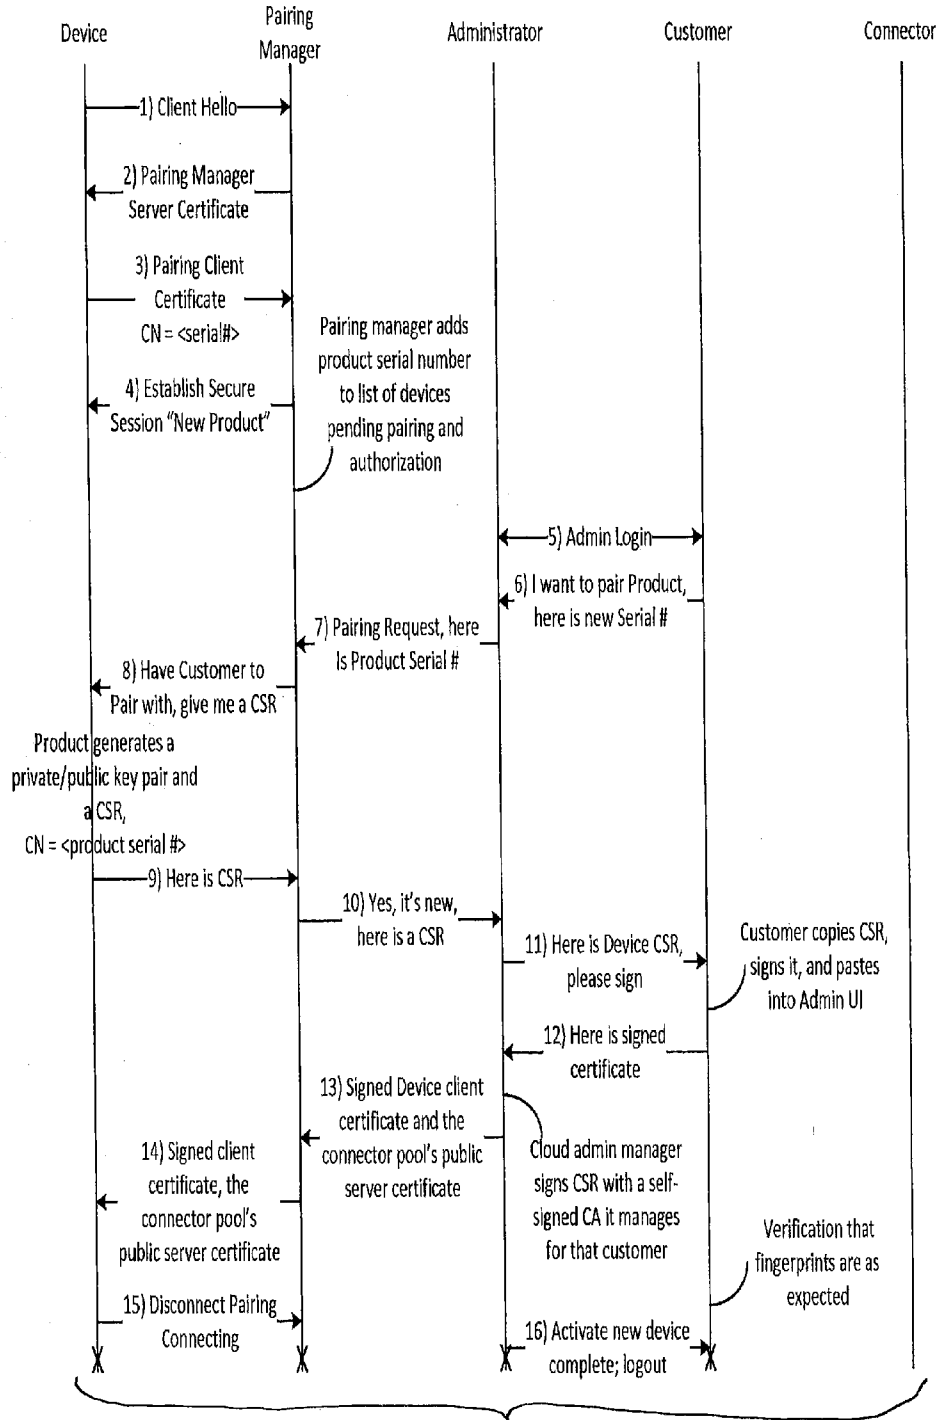 Device
Pairing
Manager
Administrator
Customer
Connector
1) Client Hello
2) Pairing Manager
Server Certificate
3) Pairing Client
Certificate
CN = <serial#>
Pairing manager adds
product serial number
to list of devices
pending pairing and
authorization
4) Establish Secure
Session “New Product”
5) Admin Login
6) I want to pair Product,
here is new Serial #
7) Pairing Request, here
Is Product Serial #
8) Have Customer to
Pair with, give me a CSR
Product generates a
private/public key pair and
a CSR,
CN = <product serial #>
9) Here is CSR
10) Yes, it's new,
here is a CSR
11) Here is Device CSR,
please sign
Customer copies CSR,
signs it, and pastes
into Admin UI
12) Here is signed
certificate
13) Signed Device client
certificate and the
connector pool's public
server certificate
Cloud admin manager
signs CSR with a self-
signed CA it manages
for that customer
14) Signed client
certificate, the
connector pool's
public server certificate
Verification that
fingerprints are as
expected
15) Disconnect Pairing
Connecting
16) Activate new device
complete; logout